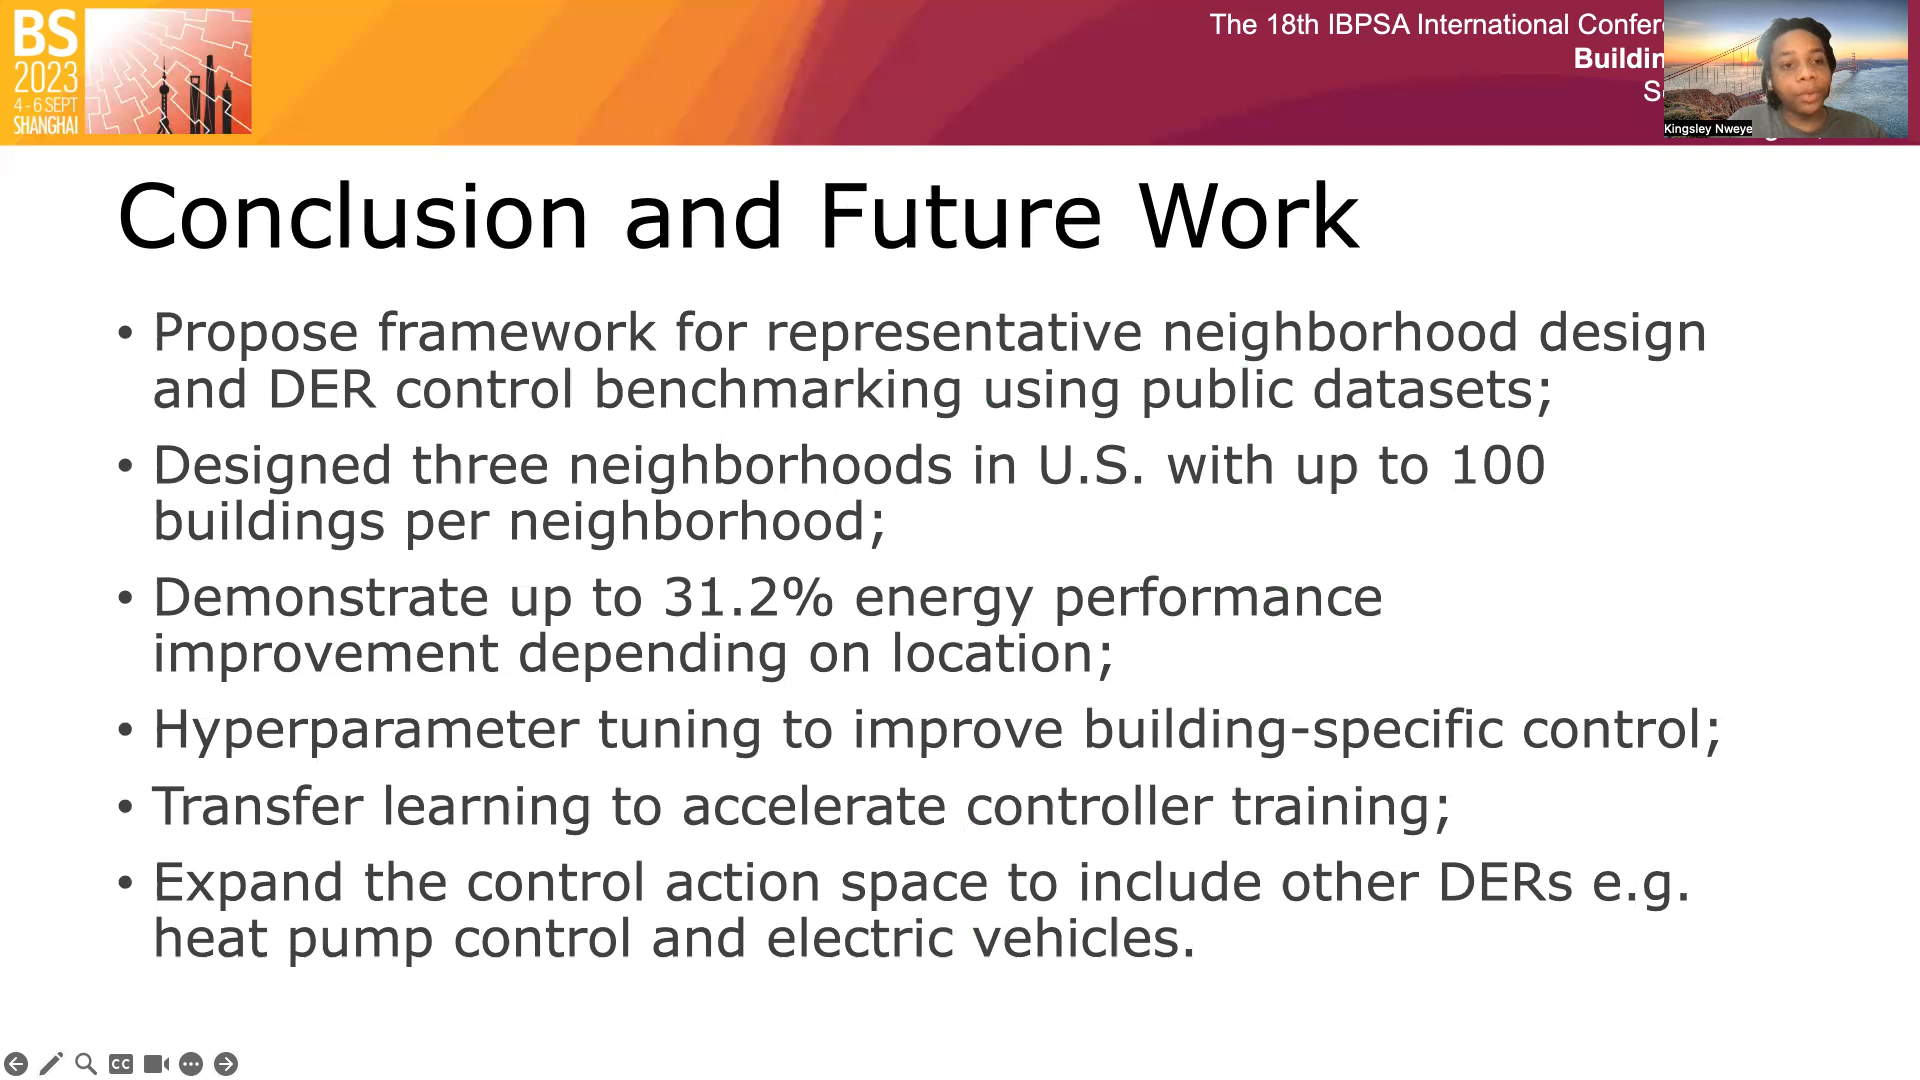 BS
2023
4 - 6 SEPT
SHANGHAI
The 18th IBPSA International
Kingsley Nweye
Conclusion and Future Work
• Propose framework for representative neighborhood design
and DER control benchmarking using public datasets;
• Designed three neighborhoods in U.S. with up to 100
buildings per neighborhood;
• Demonstrate up to 31.2% energy performance
improvement depending on location;
• Hyperparameter tuning to improve building-specific control;
• Transfer learning to accelerate controller training;
• Expand the control action space to include other DERs e.g.
heat pump control and electric vehicles.
CC